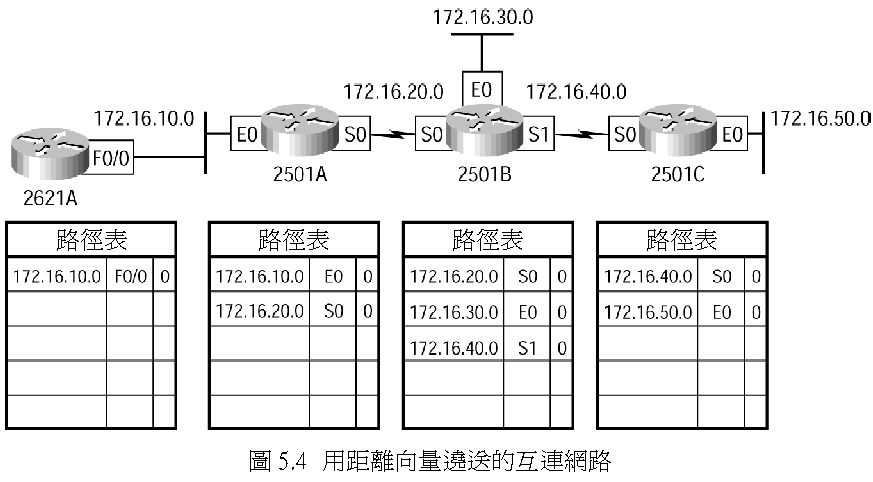 172.16.30.0
172.16.20.0 E0 172.16.40.0
172.16.10.0 172.16.50.0
E0 S0 S0 S1 S0 E0
F0/0
2501A 2501B 2501C
2621A
路徑表 路徑表 路徑表 路徑表
172.16.10.0 F0/0 0 172.16.10.0 E0 0 172.16.20.0 S0 0 172.16.40.0 S0 0
172.16.20.0 S0 0 172.16.30.0 E0 0 172.16.50.0 E0 0
172.16.40.0 S1 0
圖 5.4 用距離向量遶送的互連網路